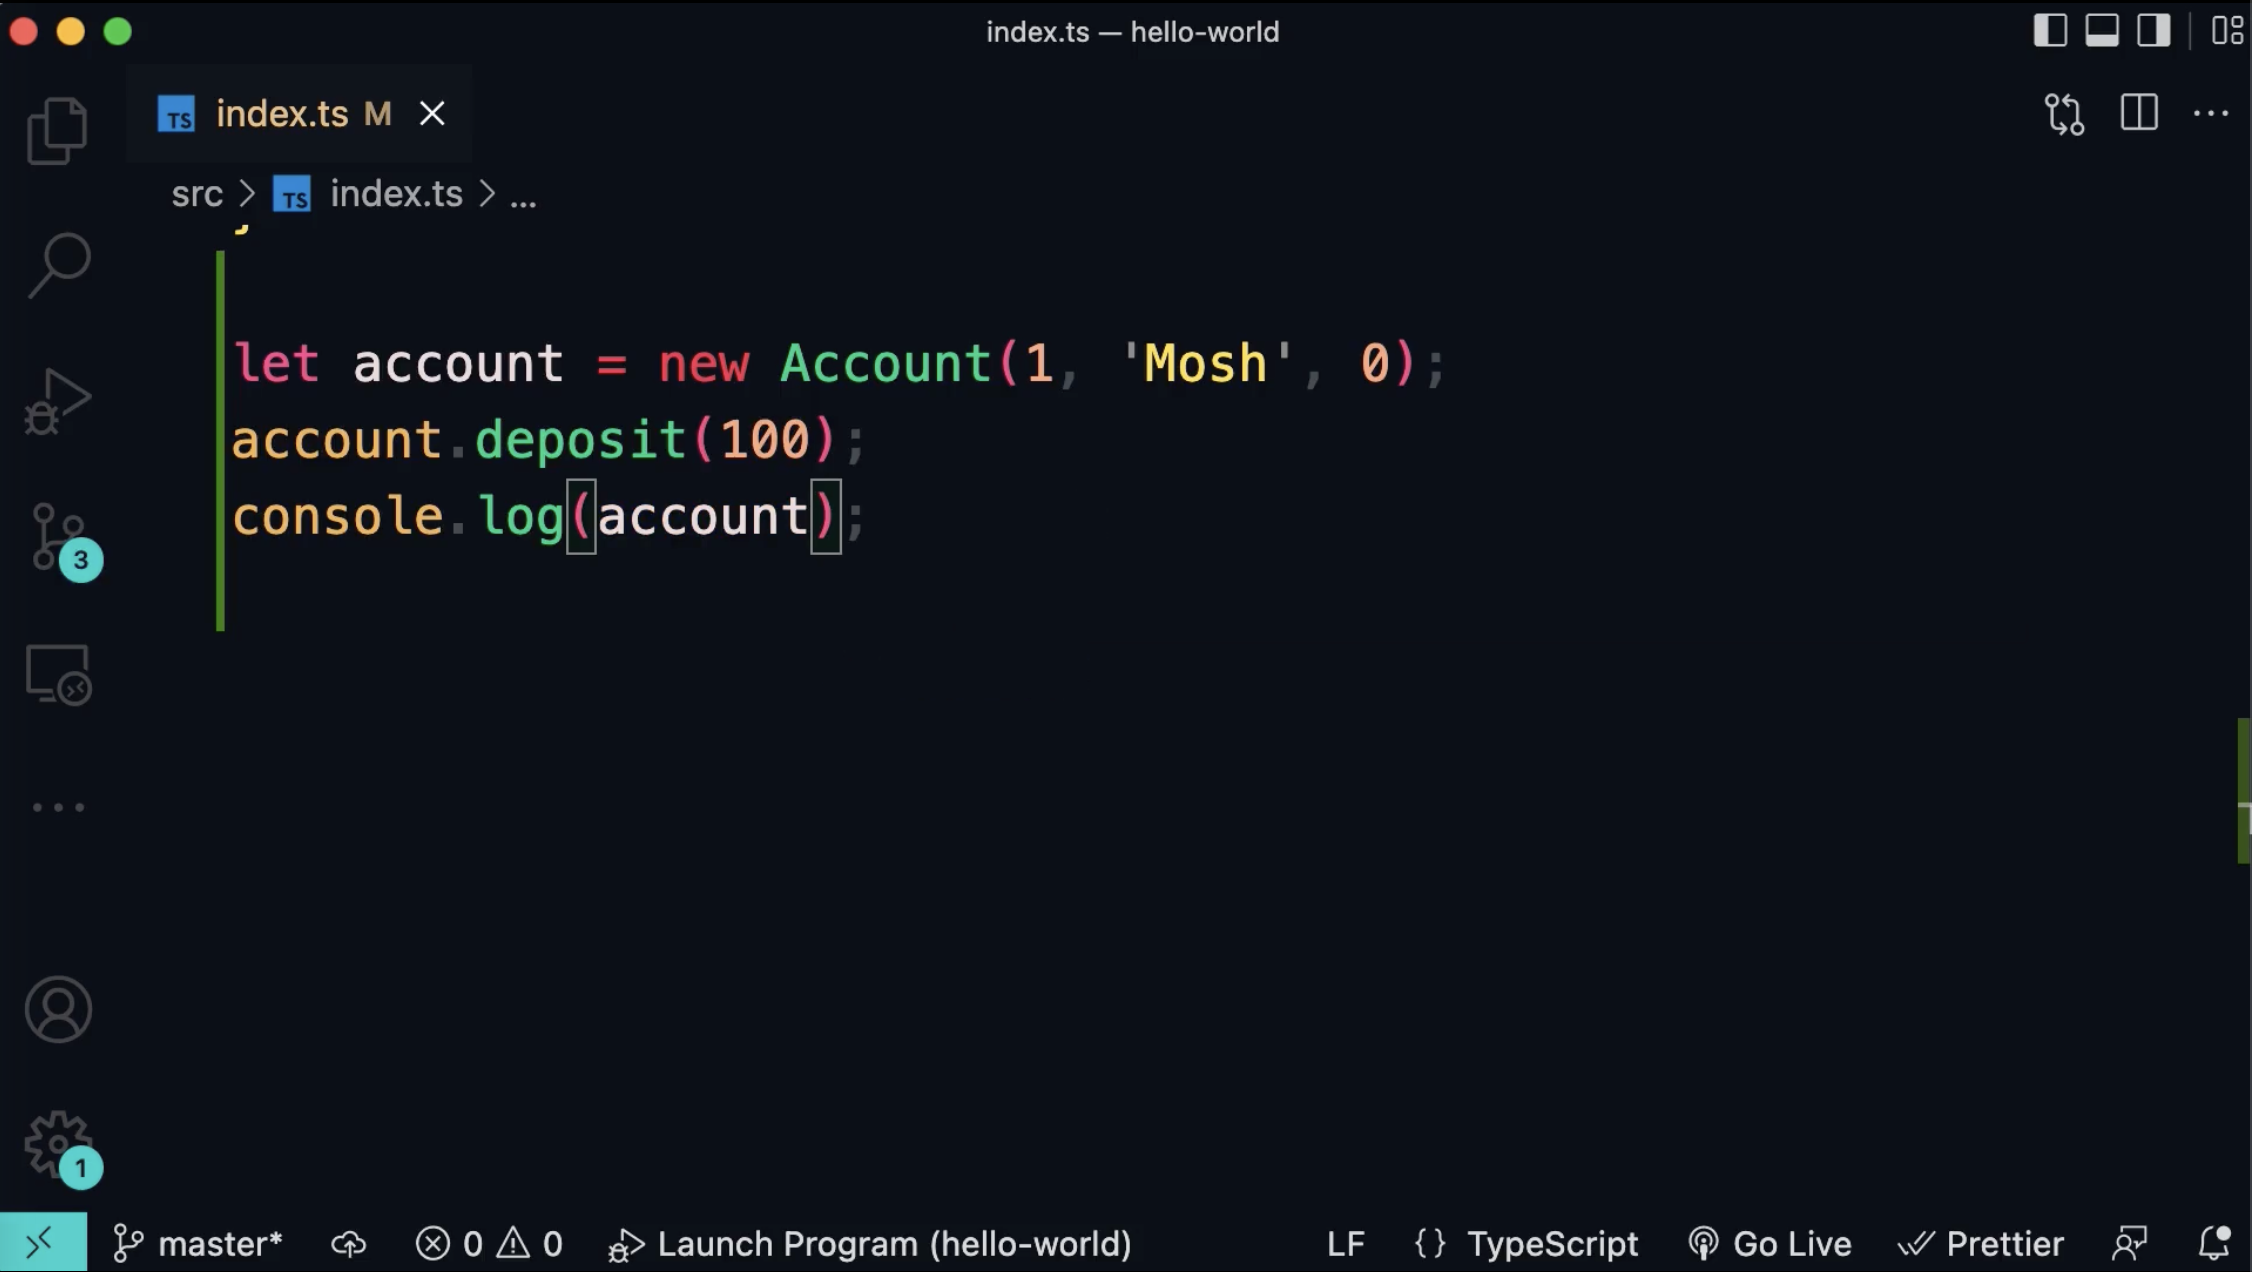 index.ts — hello-world
TS index.ts M
src > TS index.ts > ...
}
let account = new Account(1, 'Mosh', 0);
account.deposit(100);
console.log(account);
3
1
master* 0 0 Launch Program (hello-world) LF {} TypeScript Go Live Prettier